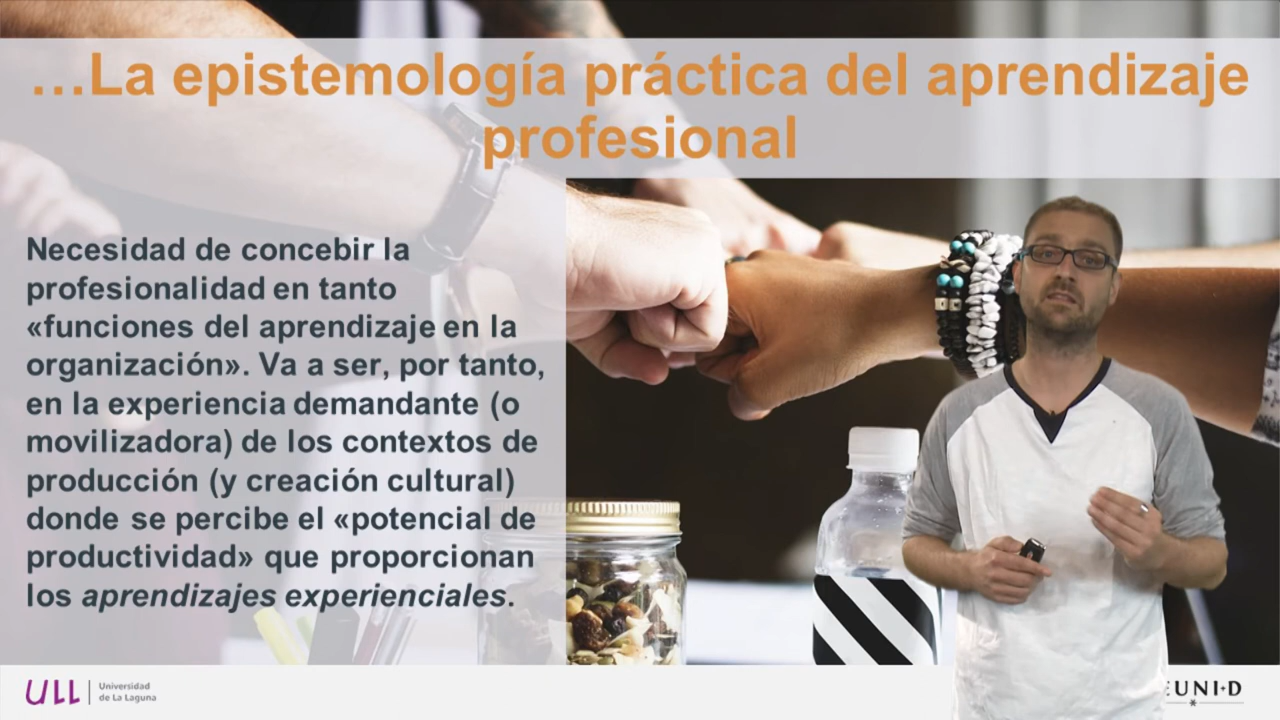 …La epistemología práctica del aprendizaje
profesional
Necesidad de concebir la
profesionalidad en tanto
«funciones del aprendizaje en la
organización». Va a ser, por tanto,
en la experiencia demandante (o
movilizadora) de los contextos de
producción (y creación cultural)
donde se percibe el «potencial de
productividad» que proporcionan
los aprendizajes experienciales.
ULL
Universidad
de La Laguna
UNI+D